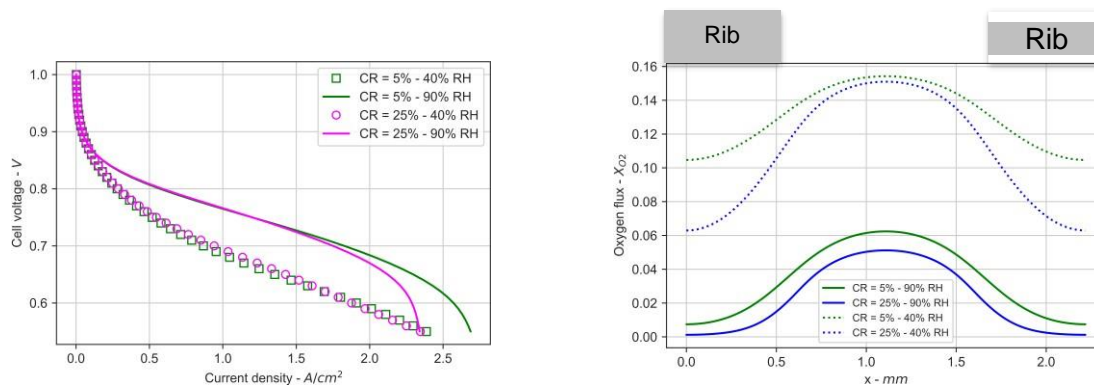 Rib
Rib
CR = 5% - 40% RH
CR = 5% - 90% RH
CR = 25% - 40% RH
CR = 25% - 90% RH
Cell voltage - V
1.0
0.9
0.8
0.7
0.6
0.0
0.5
1.0
1.5
2.0
2.5
Current density - A/cm²
Oxygen flux - X_{O2}
0.16
0.14
0.12
0.10
0.08
0.06
0.04
0.02
0.00
CR = 5% - 90% RH
CR = 25% - 90% RH
CR = 5% - 40% RH
CR = 25% - 40% RH
0.0
0.5
1.0
1.5
2.0
x - mm